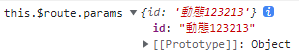 this.$route.params ▼{id: '動態123213'} i
id: "動態123213"
▶[[Prototype]]: Object